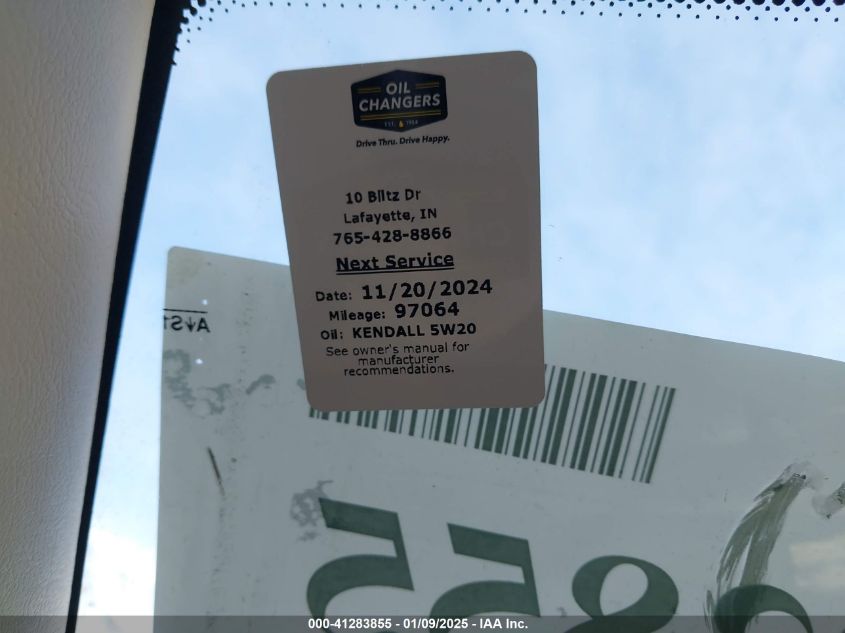 OIL
CHANGERS
EST. 1984
Drive Thru. Drive Happy.
10 Blitz Dr
Lafayette, IN
765-428-8866
Next Service
Date: 11/20/2024
Mileage: 97064
Oil: KENDALL 5W20
See owner's manual for
manufacturer
recommendations.
000-41283855 - 01/09/2025 - IAA Inc.